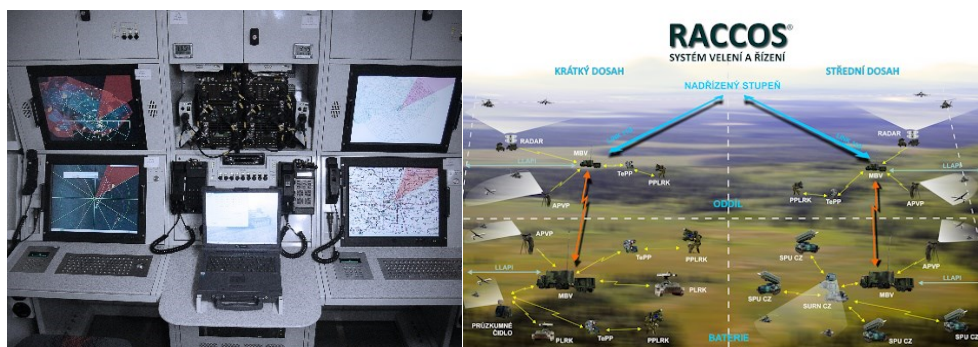 RACCOS®
SYSTÉM VELENÍ A ŘÍZENÍ
KRÁTKÝ DOSAH
STŘEDNÍ DOSAH
NADŘÍZENÝ STUPEŇ
RADAR
MBV
LLAPI
TePP
PPLRK
APVP
RADAR
MBV
LLAPI
PPLRK
TePP
APVP
ODDÍL
APVP
TePP
PPLRK
LLAPI
MBV
PLRK
PRŮZKUMNÉ
ČIDLO
PLRK
TePP
PPLRK
SPU CZ
SPU CZ
SURN CZ
MBV
APVP
LLAPI
SPU CZ
SPU CZ
BATERIE